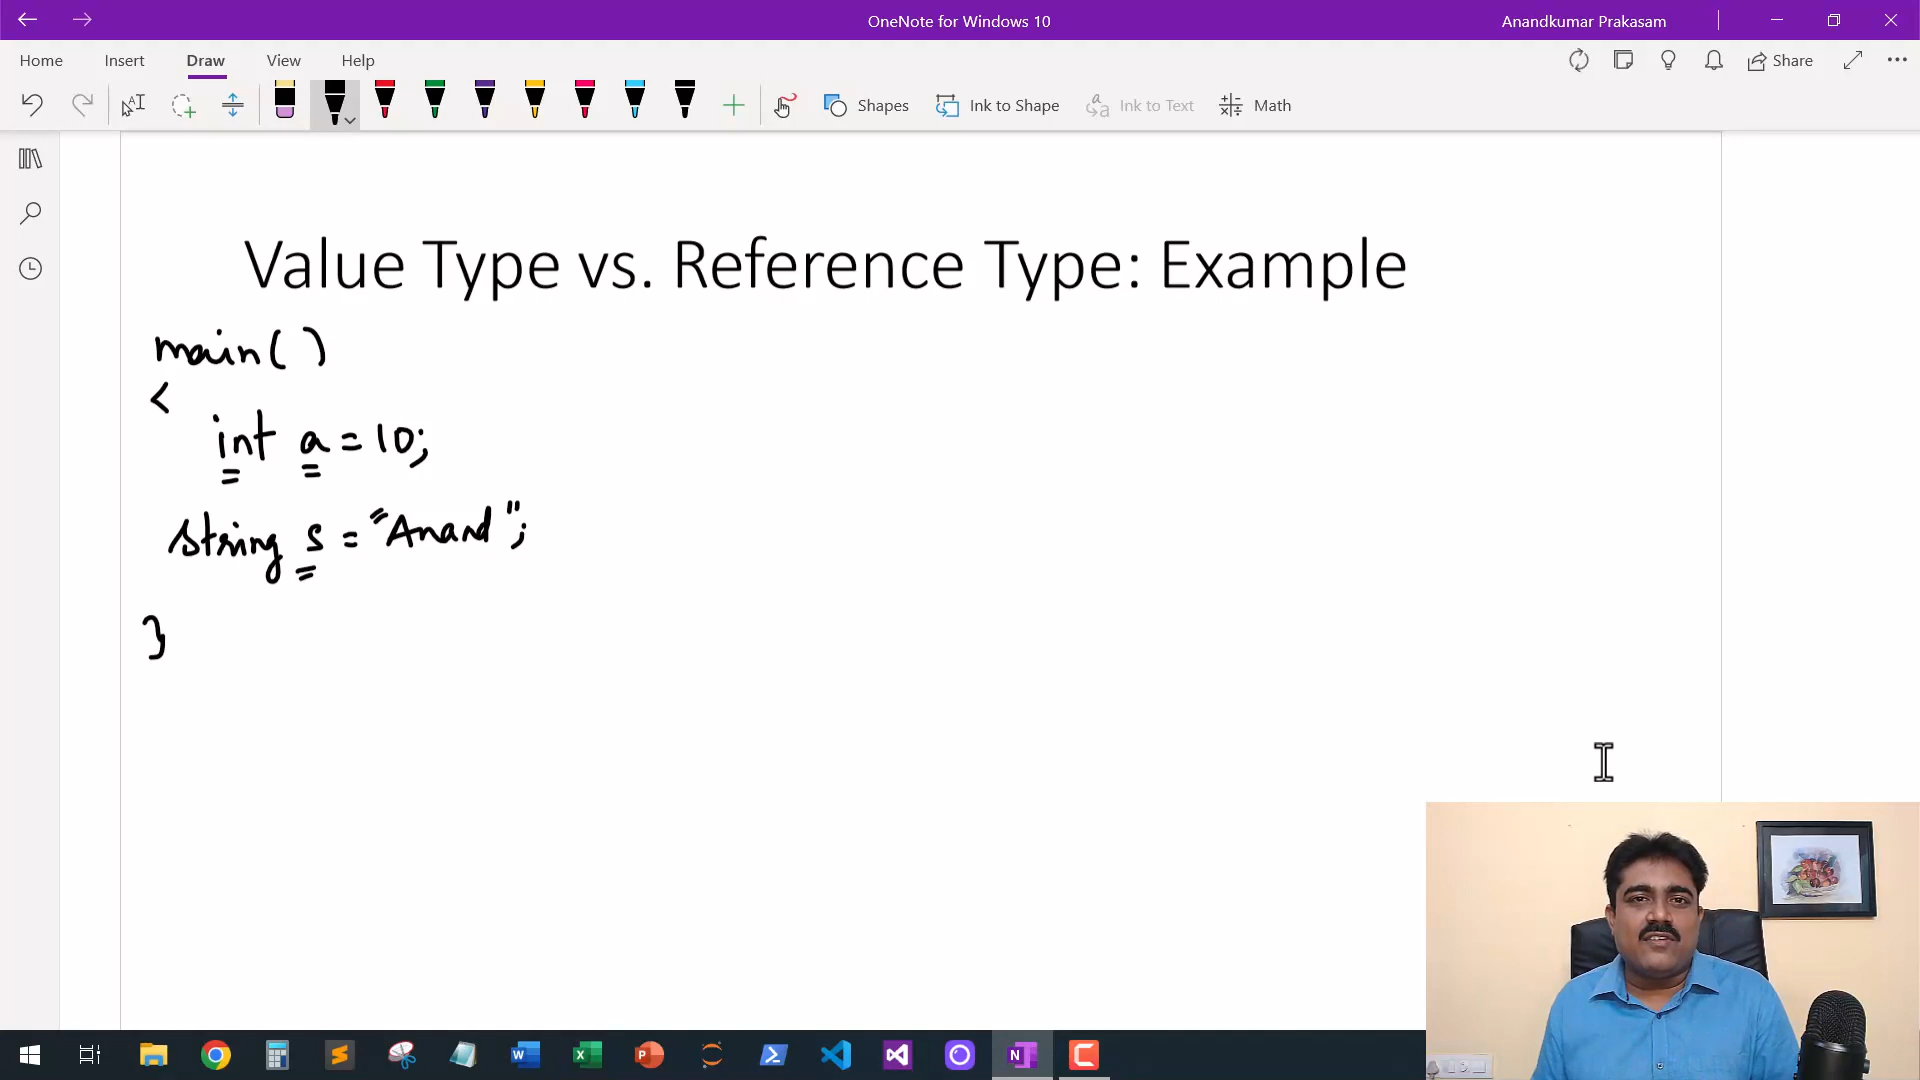 OneNote for Windows 10
Anandkumar Prakasam
Home Insert Draw View Help
Share
Shapes Ink to Shape Ink to Text Math
Value Type vs. Reference Type: Example
main( )
{
int a = 10;
string s = "Anand";
}